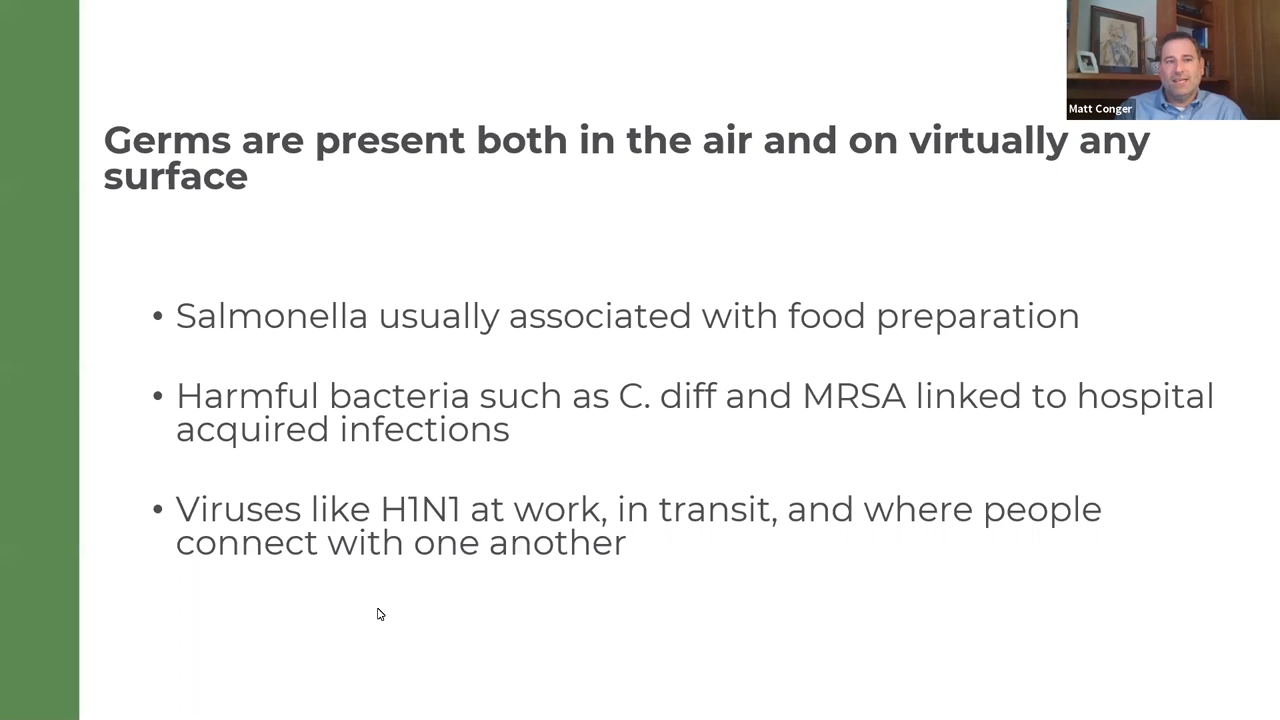 Matt Conger
Germs are present both in the air and on virtually any
surface
• Salmonella usually associated with food preparation
• Harmful bacteria such as C. diff and MRSA linked to hospital
acquired infections
• Viruses like H1N1 at work, in transit, and where people
connect with one another